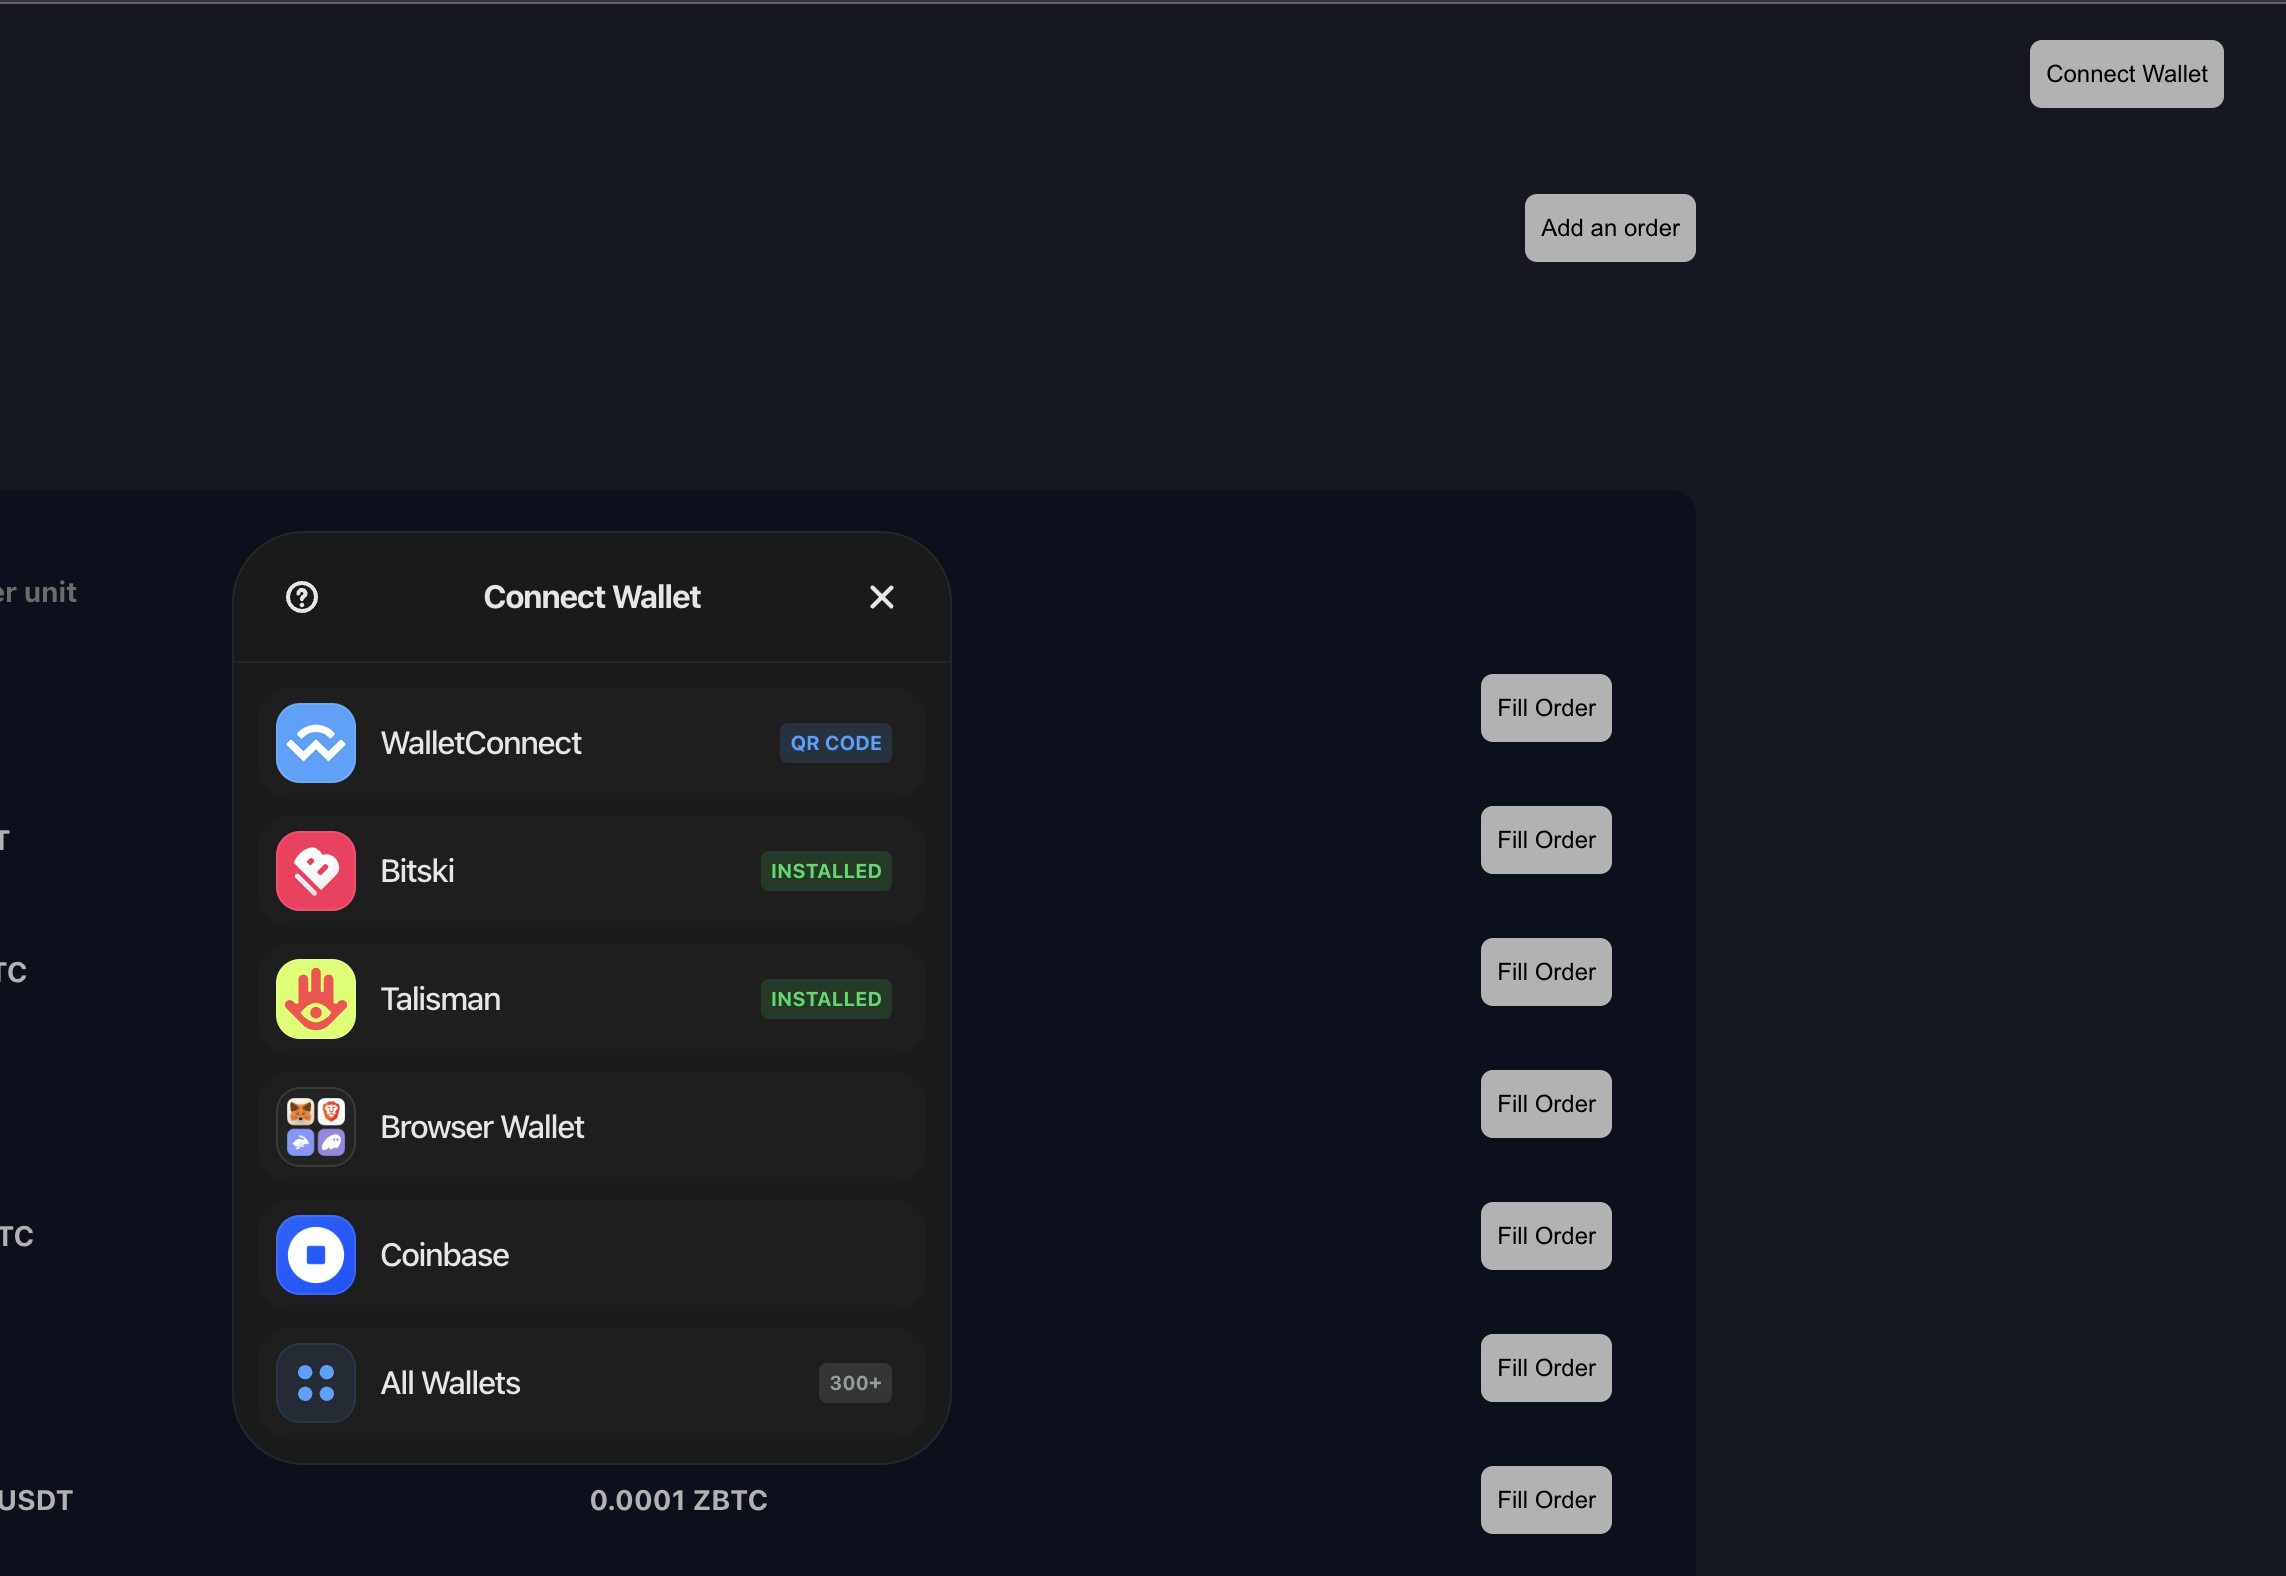 Connect Wallet
Add an order
er unit
Connect Wallet
WalletConnect QR CODE
Fill Order
T
Fill Order
Bitski INSTALLED
TC
Fill Order
Talisman INSTALLED
Fill Order
Browser Wallet
TC
Fill Order
Coinbase
Fill Order
All Wallets 300+
USDT 0.0001 ZBTC Fill Order